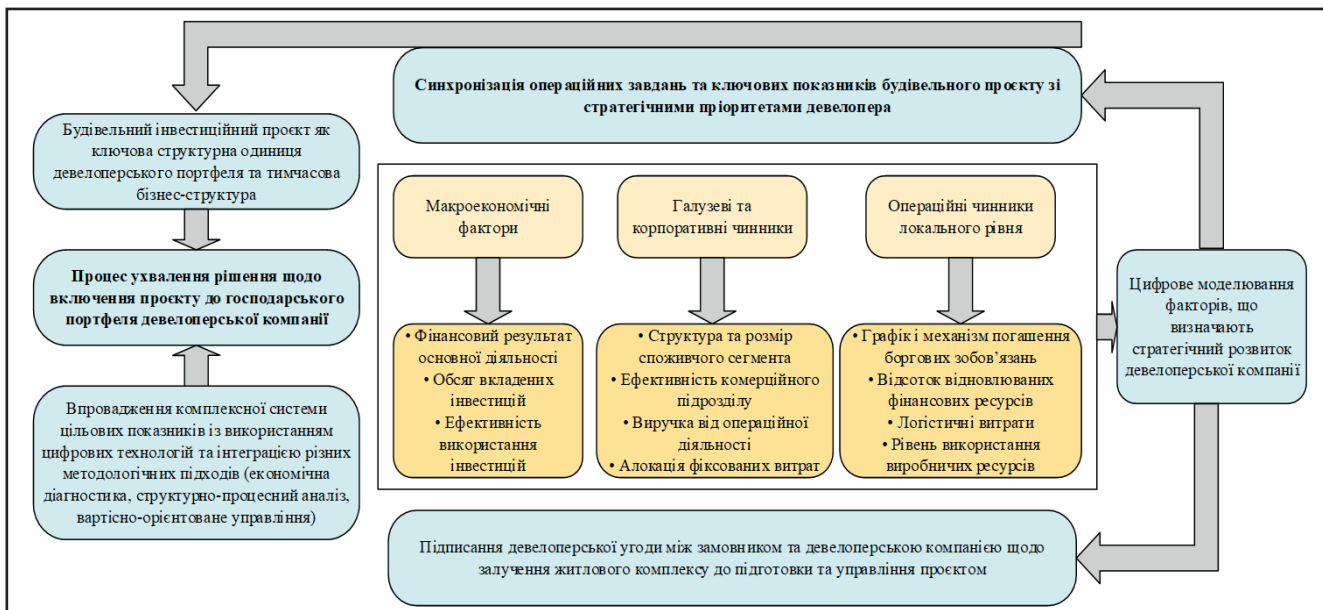 Синхронізація операційних завдань та ключових показників будівельного проєкту зі
стратегічними пріоритетами девелопера
Будівельний інвестиційний проєкт як
ключова структурна одиниця
девелоперського портфеля та тимчасова
бізнес-структура
Процес ухвалення рішення щодо
включення проєкту до господарського
портфеля девелоперської компанії
Впровадження комплексної системи
цільових показників із використанням
цифрових технологій та інтеграцією різних
методологічних підходів (економічна
діагностика, структурно-процесний аналіз,
вартісно-орієнтоване управління)
Макроекономічні
фактори
Галузеві та
корпоративні чинники
Операційні чинники
локального рівня
• Фінансовий результат
основної діяльності
• Обсяг вкладених
інвестицій
• Ефективність
використання
інвестицій
• Структура та розмір
споживчого сегмента
• Ефективність комерційного
підрозділу
• Виручка від операційної
діяльності
• Алокація фіксованих витрат
• Графік і механізм погашення
боргових зобов’язань
• Відсоток відновлюваних
фінансових ресурсів
• Логістичні витрати
• Рівень використання
виробничих ресурсів
Цифрове моделювання
факторів, що
визначають
стратегічний розвиток
девелоперської компанії
Підписання девелоперської угоди між замовником та девелоперською компанією щодо
залучення житлового комплексу до підготовки та управління проєктом